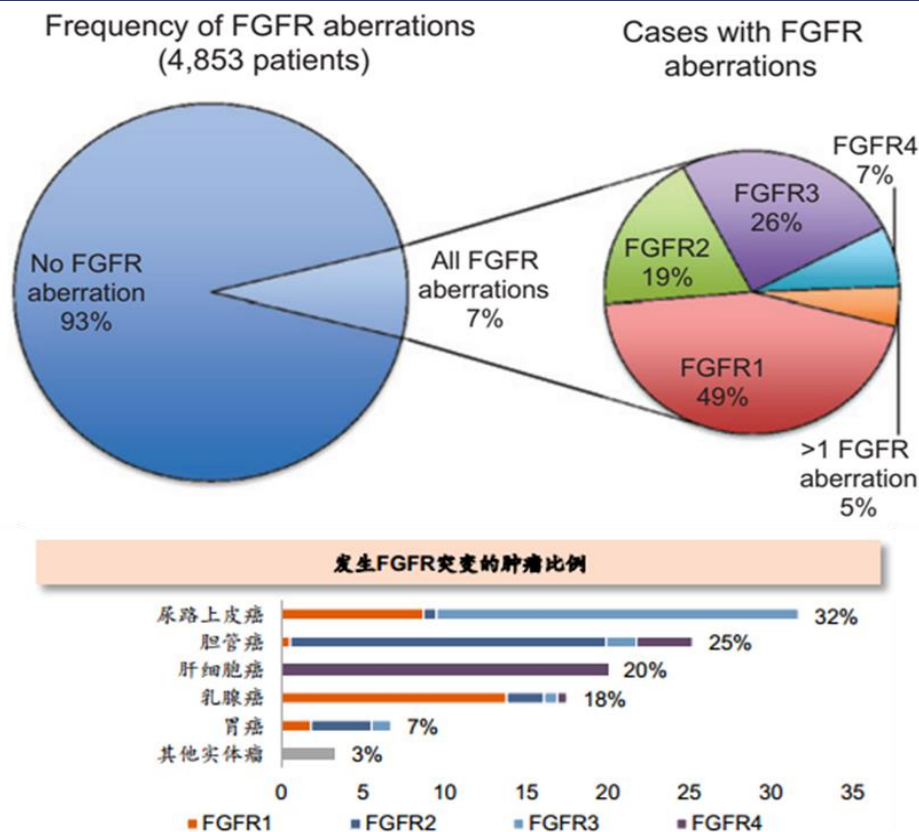 Frequency of FGFR aberrations
(4,853 patients)
Cases with FGFR
aberrations
No FGFR
aberration
93%
All FGFR
aberrations
7%
FGFR4
7%
FGFR3
26%
FGFR2
19%
FGFR1
49%
>1 FGFR
aberration
5%
发生FGFR突变的肿瘤比例
尿路上皮癌 32%
胆管癌 25%
肝细胞癌 20%
乳腺癌 18%
胃癌 7%
其他实体瘤 3%
0 5 10 15 20 25 30 35
FGFR1 FGFR2 FGFR3 FGFR4